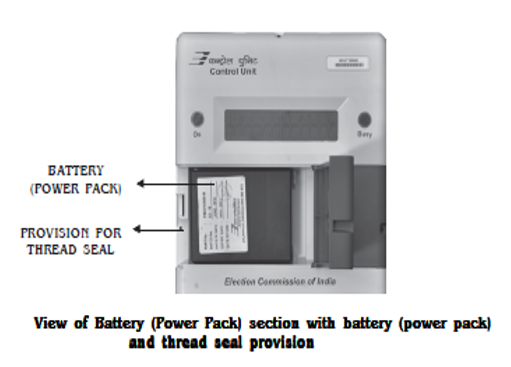 कन्ट्रोल यूनिट
Control Unit
On
Busy
BATTERY
(POWER PACK)
PROVISION FOR
THREAD SEAL
Election Commission of India
View of Battery (Power Pack) section with battery (power pack)
and thread seal provision